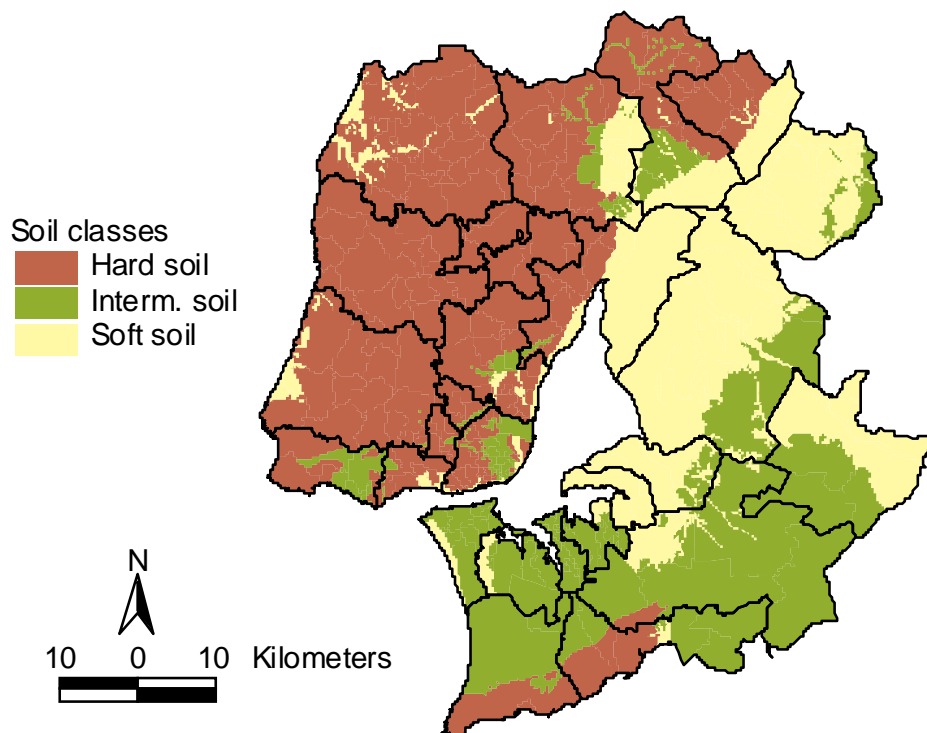 Soil classes
Hard soil
Interm. soil
Soft soil
N
10 0 10 Kilometers